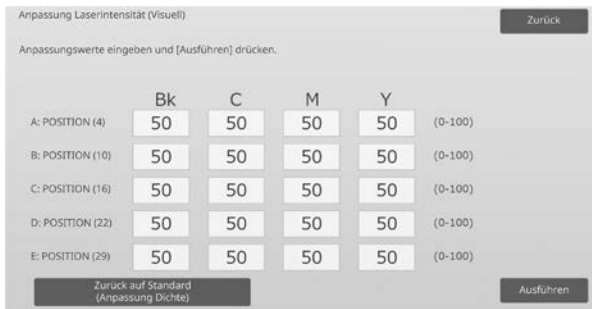 Anpassung Laserintensität (Visuell)
Zurück
Anpassungswerte eingeben und [Ausführen] drücken.
Bk C M Y
A: POSITION (4) 50 50 50 50 (0-100)
B: POSITION (10) 50 50 50 50 (0-100)
C: POSITION (16) 50 50 50 50 (0-100)
D: POSITION (22) 50 50 50 50 (0-100)
E: POSITION (29) 50 50 50 50 (0-100)
Zurück auf Standard
(Anpassung Dichte)
Ausführen